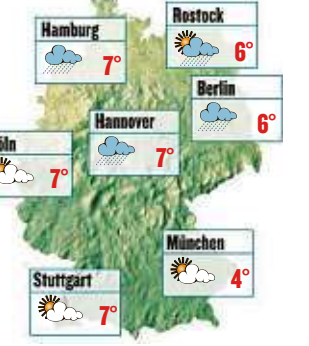 Rostock
6°
Hamburg
7°
Berlin
6°
Hannover
7°
öln
7°
München
4°
Stuttgart
7°